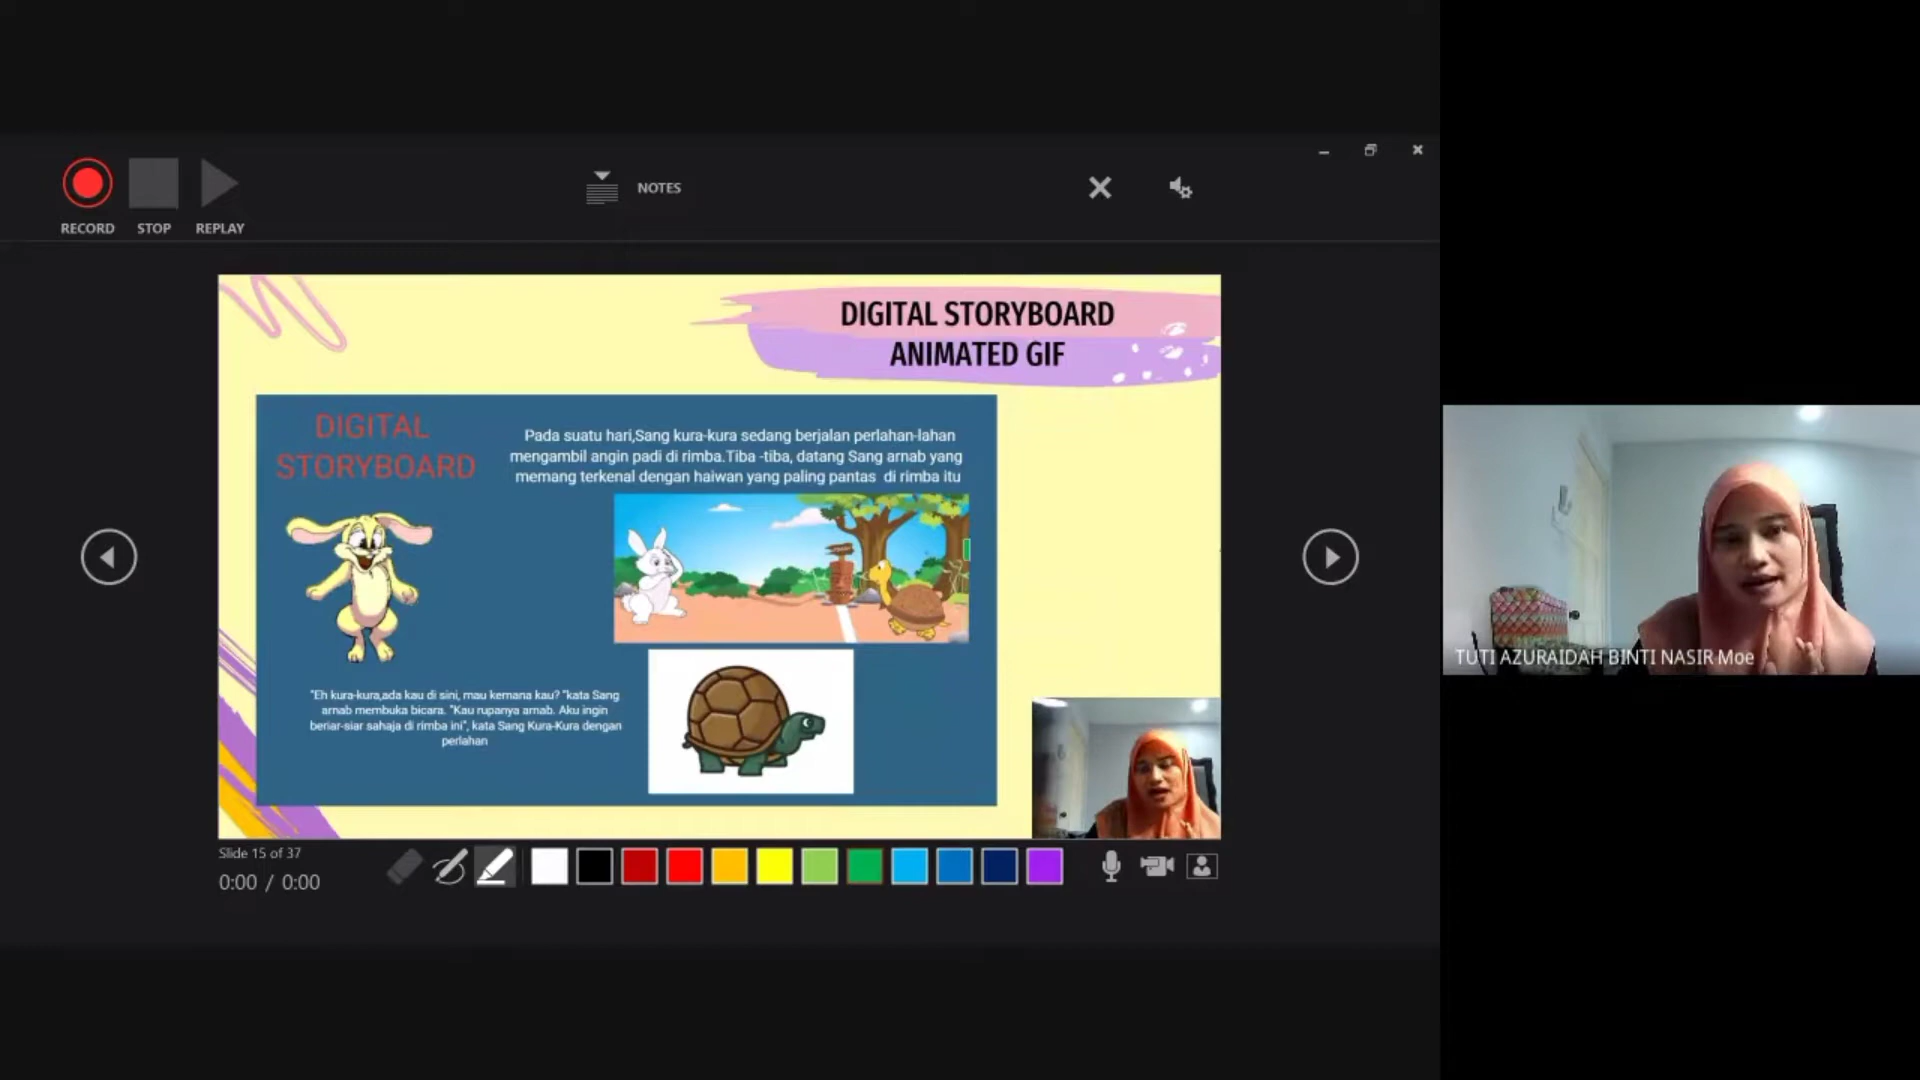 RECORD
STOP
REPLAY
NOTES
DIGITAL STORYBOARD
ANIMATED GIF
DIGITAL
STORYBOARD
Pada suatu hari,Sang kura-kura sedang berjalan perlahan-lahan
mengambil angin padi di rimba.Tiba -tiba, datang Sang arnab yang
memang terkenal dengan haiwan yang paling pantas di rimba itu
"Eh kura-kura,ada kau di sini, mau kemana kau? "kata Sang
arnab membuka bicara. "Kau rupanya arnab. Aku ingin
beriar-siar sahaja di rimba ini", kata Sang Kura-Kura dengan
perlahan
TUTI AZURAIDAH BINTI NASIR Moe
Slide 15 of 37
0:00 / 0:00